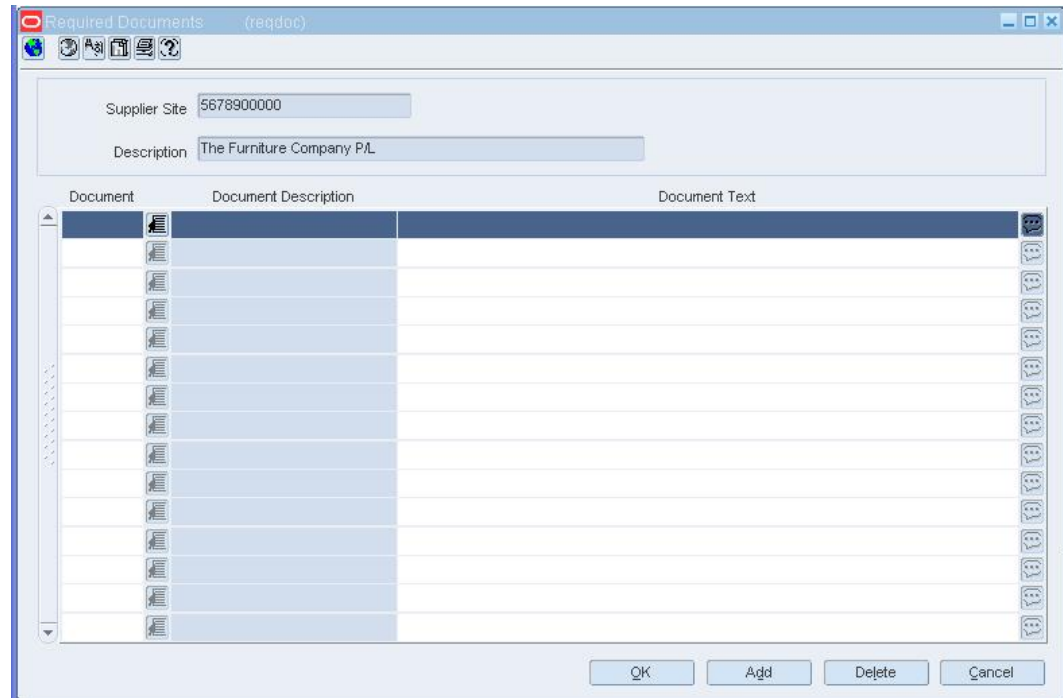 Required Documents (reqdoc)
Supplier Site 5678900000
Description The Furniture Company P/L
Document Document Description Document Text
OK Add Delete Cancel